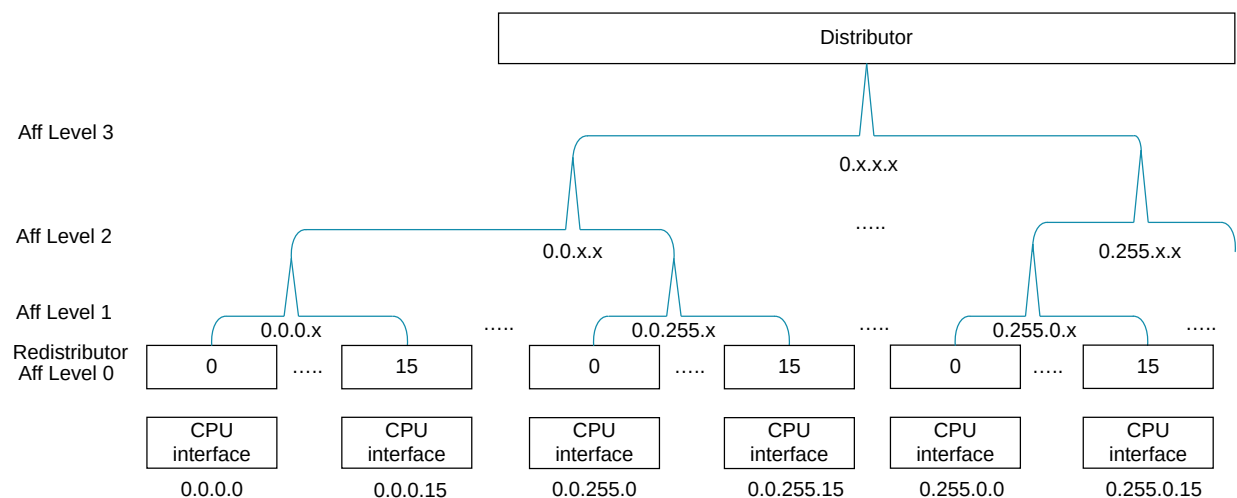 Distributor
Aff Level 3
0.x.x.x
Aff Level 2
0.0.x.x
.....
0.255.x.x
Aff Level 1
0.0.0.x
.....
0.0.255.x
.....
0.255.0.x
.....
Redistributor
Aff Level 0
0
.....
15
0
.....
15
0
.....
15
CPU
interface
CPU
interface
CPU
interface
CPU
interface
CPU
interface
CPU
interface
0.0.0.0
0.0.0.15
0.0.255.0
0.0.255.15
0.255.0.0
0.255.0.15